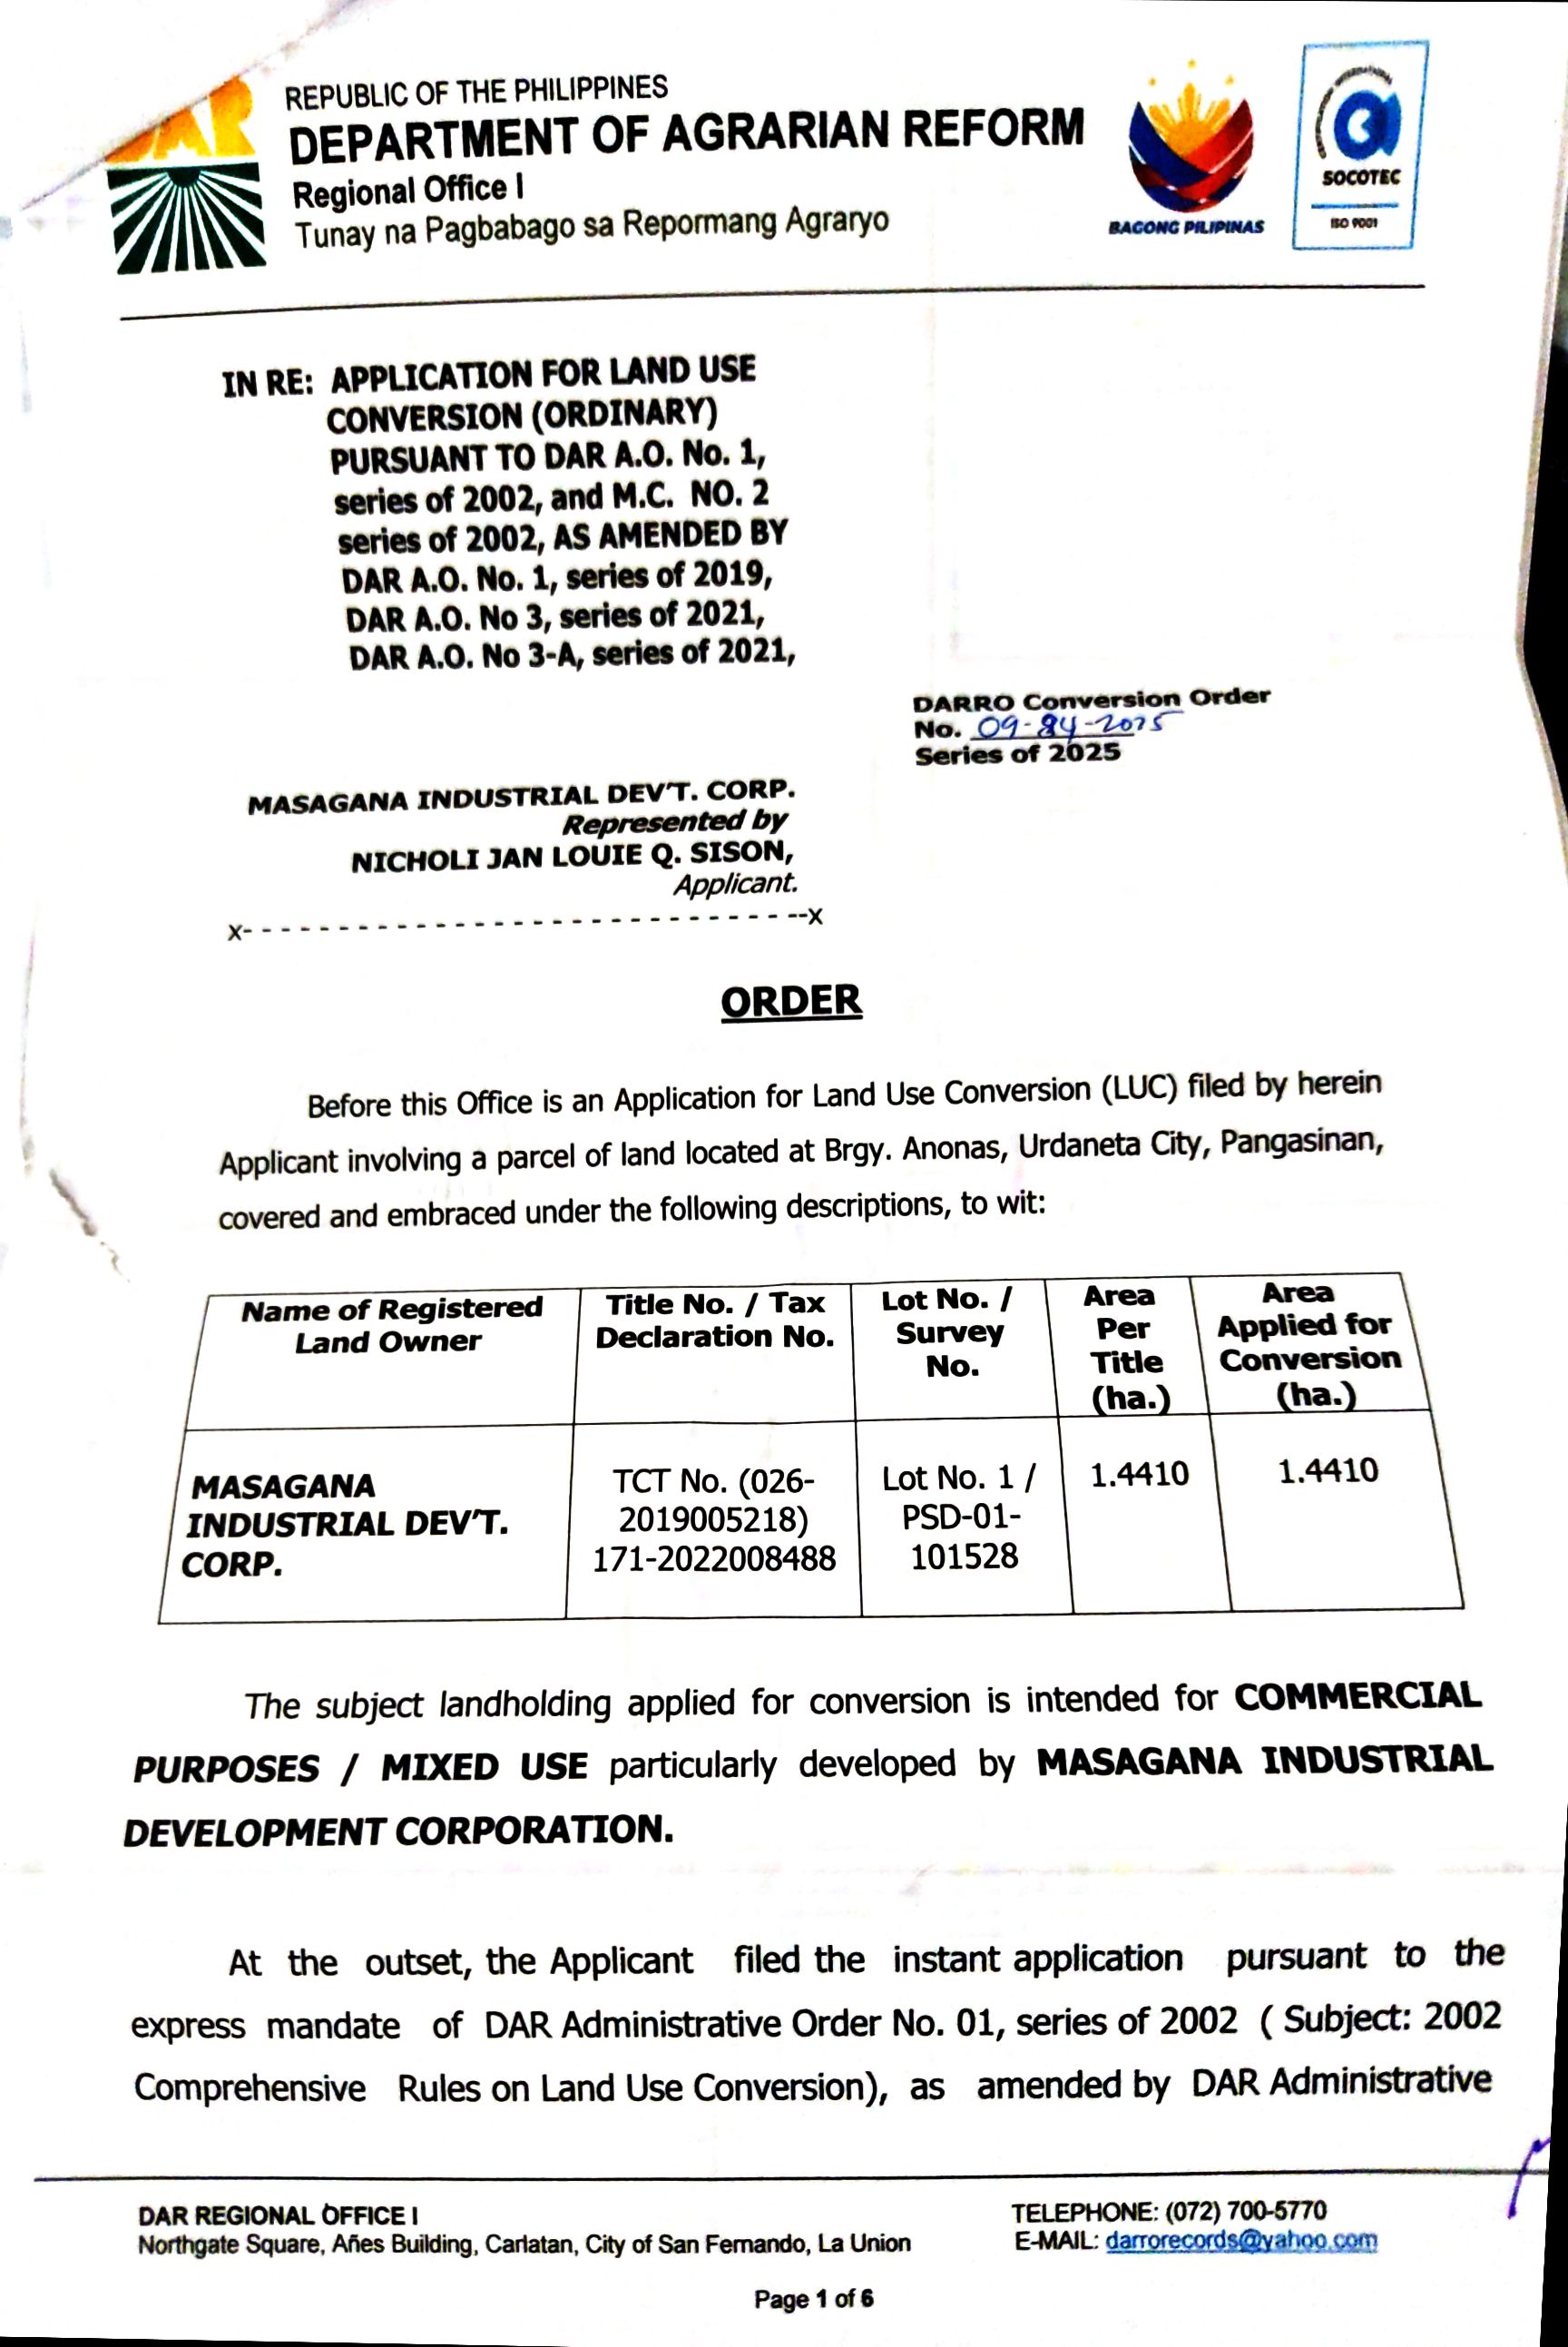 DAR
REPUBLIC OF THE PHILIPPINES
DEPARTMENT OF AGRARIAN REFORM
Regional Office I
Tunay na Pagbabago sa Repormang Agraryo
BAGONG PILIPINAS
SOCOTEC
ISO 9001
IN RE: APPLICATION FOR LAND USE
CONVERSION (ORDINARY)
PURSUANT TO DAR A.O. No. 1,
series of 2002, and M.C. NO. 2
series of 2002, AS AMENDED BY
DAR A.O. No. 1, series of 2019,
DAR A.O. No 3, series of 2021,
DAR A.O. No 3-A, series of 2021,
DARRO Conversion Order
No. 09-84-2025
Series of 2025
MASAGANA INDUSTRIAL DEV'T. CORP.
Represented by
NICHOLI JAN LOUIE Q. SISON,
Applicant.
x- - - - - - - - - - - - - - - - - - - - - - - - - - - - --x
ORDER
Before this Office is an Application for Land Use Conversion (LUC) filed by herein
Applicant involving a parcel of land located at Brgy. Anonas, Urdaneta City, Pangasinan,
covered and embraced under the following descriptions, to wit:
Name of Registered Land Owner | Title No. / Tax Declaration No. | Lot No. / Survey No. | Area Per Title (ha.) | Area Applied for Conversion (ha.)
MASAGANA INDUSTRIAL DEV'T. CORP. | TCT No. (026-2019005218) 171-2022008488 | Lot No. 1 / PSD-01-101528 | 1.4410 | 1.4410
The subject landholding applied for conversion is intended for COMMERCIAL
PURPOSES / MIXED USE particularly developed by MASAGANA INDUSTRIAL
DEVELOPMENT CORPORATION.
At the outset, the Applicant filed the instant application pursuant to the
express mandate of DAR Administrative Order No. 01, series of 2002 ( Subject: 2002
Comprehensive Rules on Land Use Conversion), as amended by DAR Administrative
DAR REGIONAL OFFICE I
Northgate Square, Añes Building, Carlatan, City of San Fernando, La Union
TELEPHONE: (072) 700-5770
E-MAIL: darrorecords@yahoo.com
Page 1 of 6